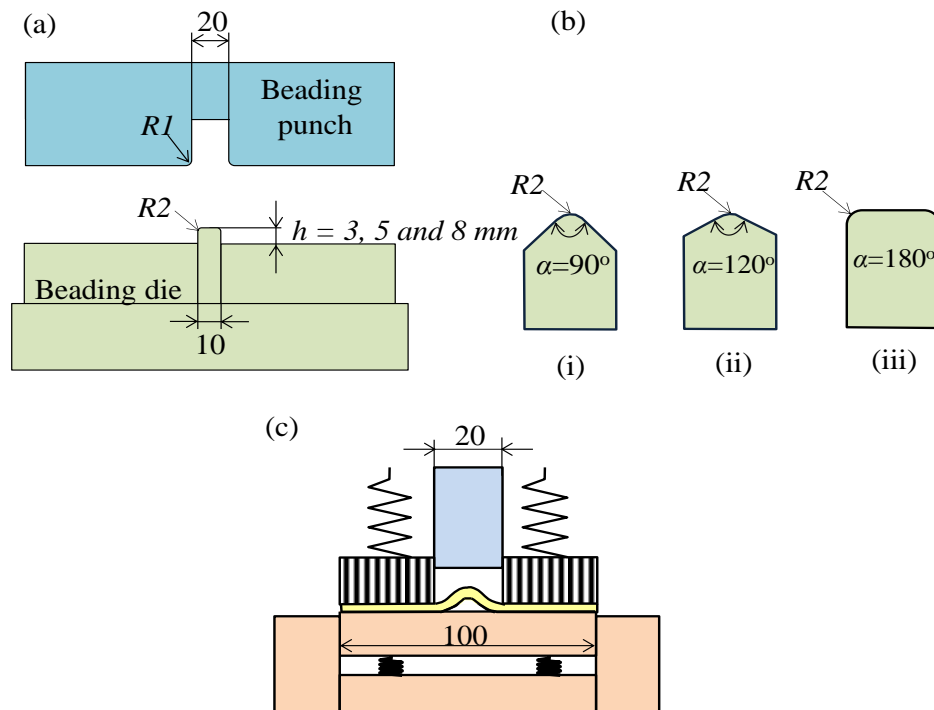 (a)
20
Beading
punch
R1
R2
h = 3, 5 and 8 mm
Beading die
10
(b)
R2
R2
R2
α=90°
α=120°
α=180°
(i)
(ii)
(iii)
(c)
20
100